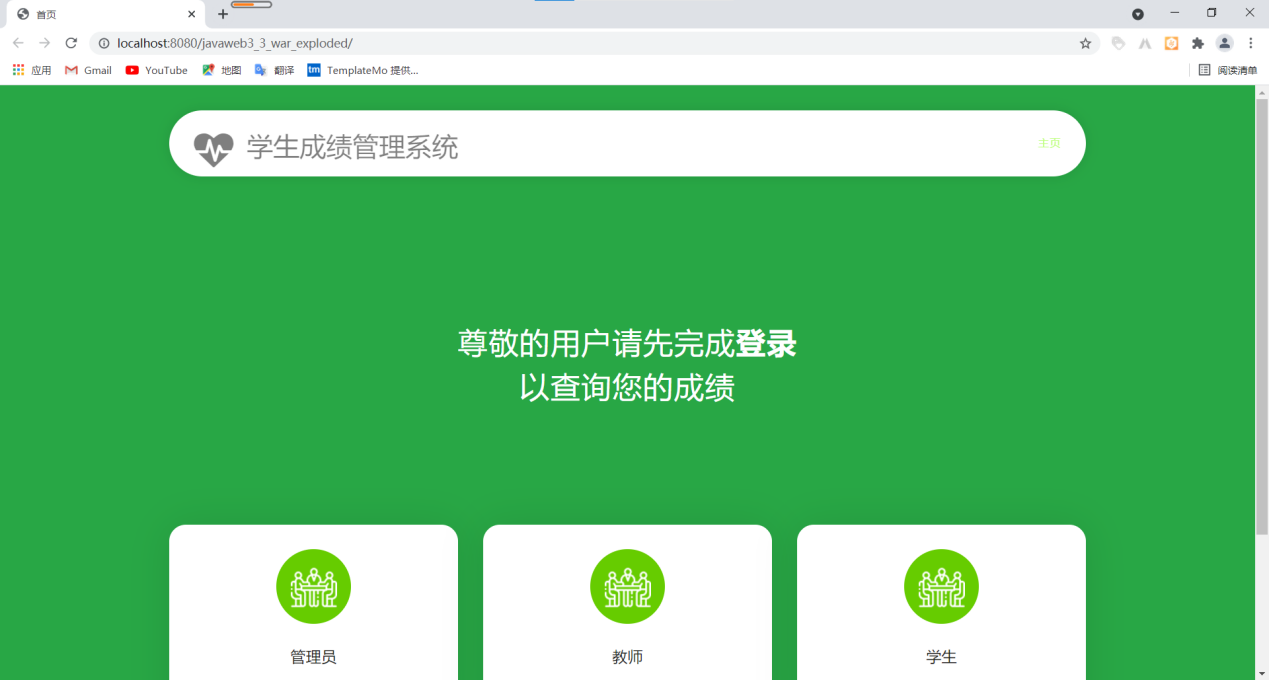 首页
localhost:8080/javaweb3_3_war_exploded/
应用 Gmail YouTube 地图 翻译 tm TemplateMo 提供... 阅读清单
学生成绩管理系统 主页
尊敬的用户请先完成登录
以查询您的成绩
管理员 教师 学生